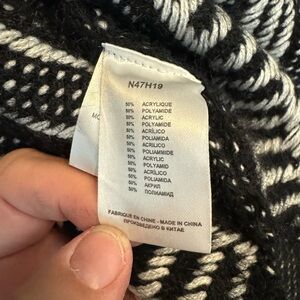 N47H19
50% ACRYLIQUE
50% POLYAMIDE
50% ACRYLIC
50% POLYAMIDE
50% ACRÍLICO
50% POLIAMIDA
50% ACRILICO
50% POLIAMMIDE
50% ACRYLIC
50% POLYAMID
50% ACRÍLICO
50% POLIAMIDA
50% АКРИЛ
50% ПОЛИАМИД
FABRIQUE EN CHINE - MADE IN CHINA
ПРОИЗВЕДЕНО В КИТАЕ